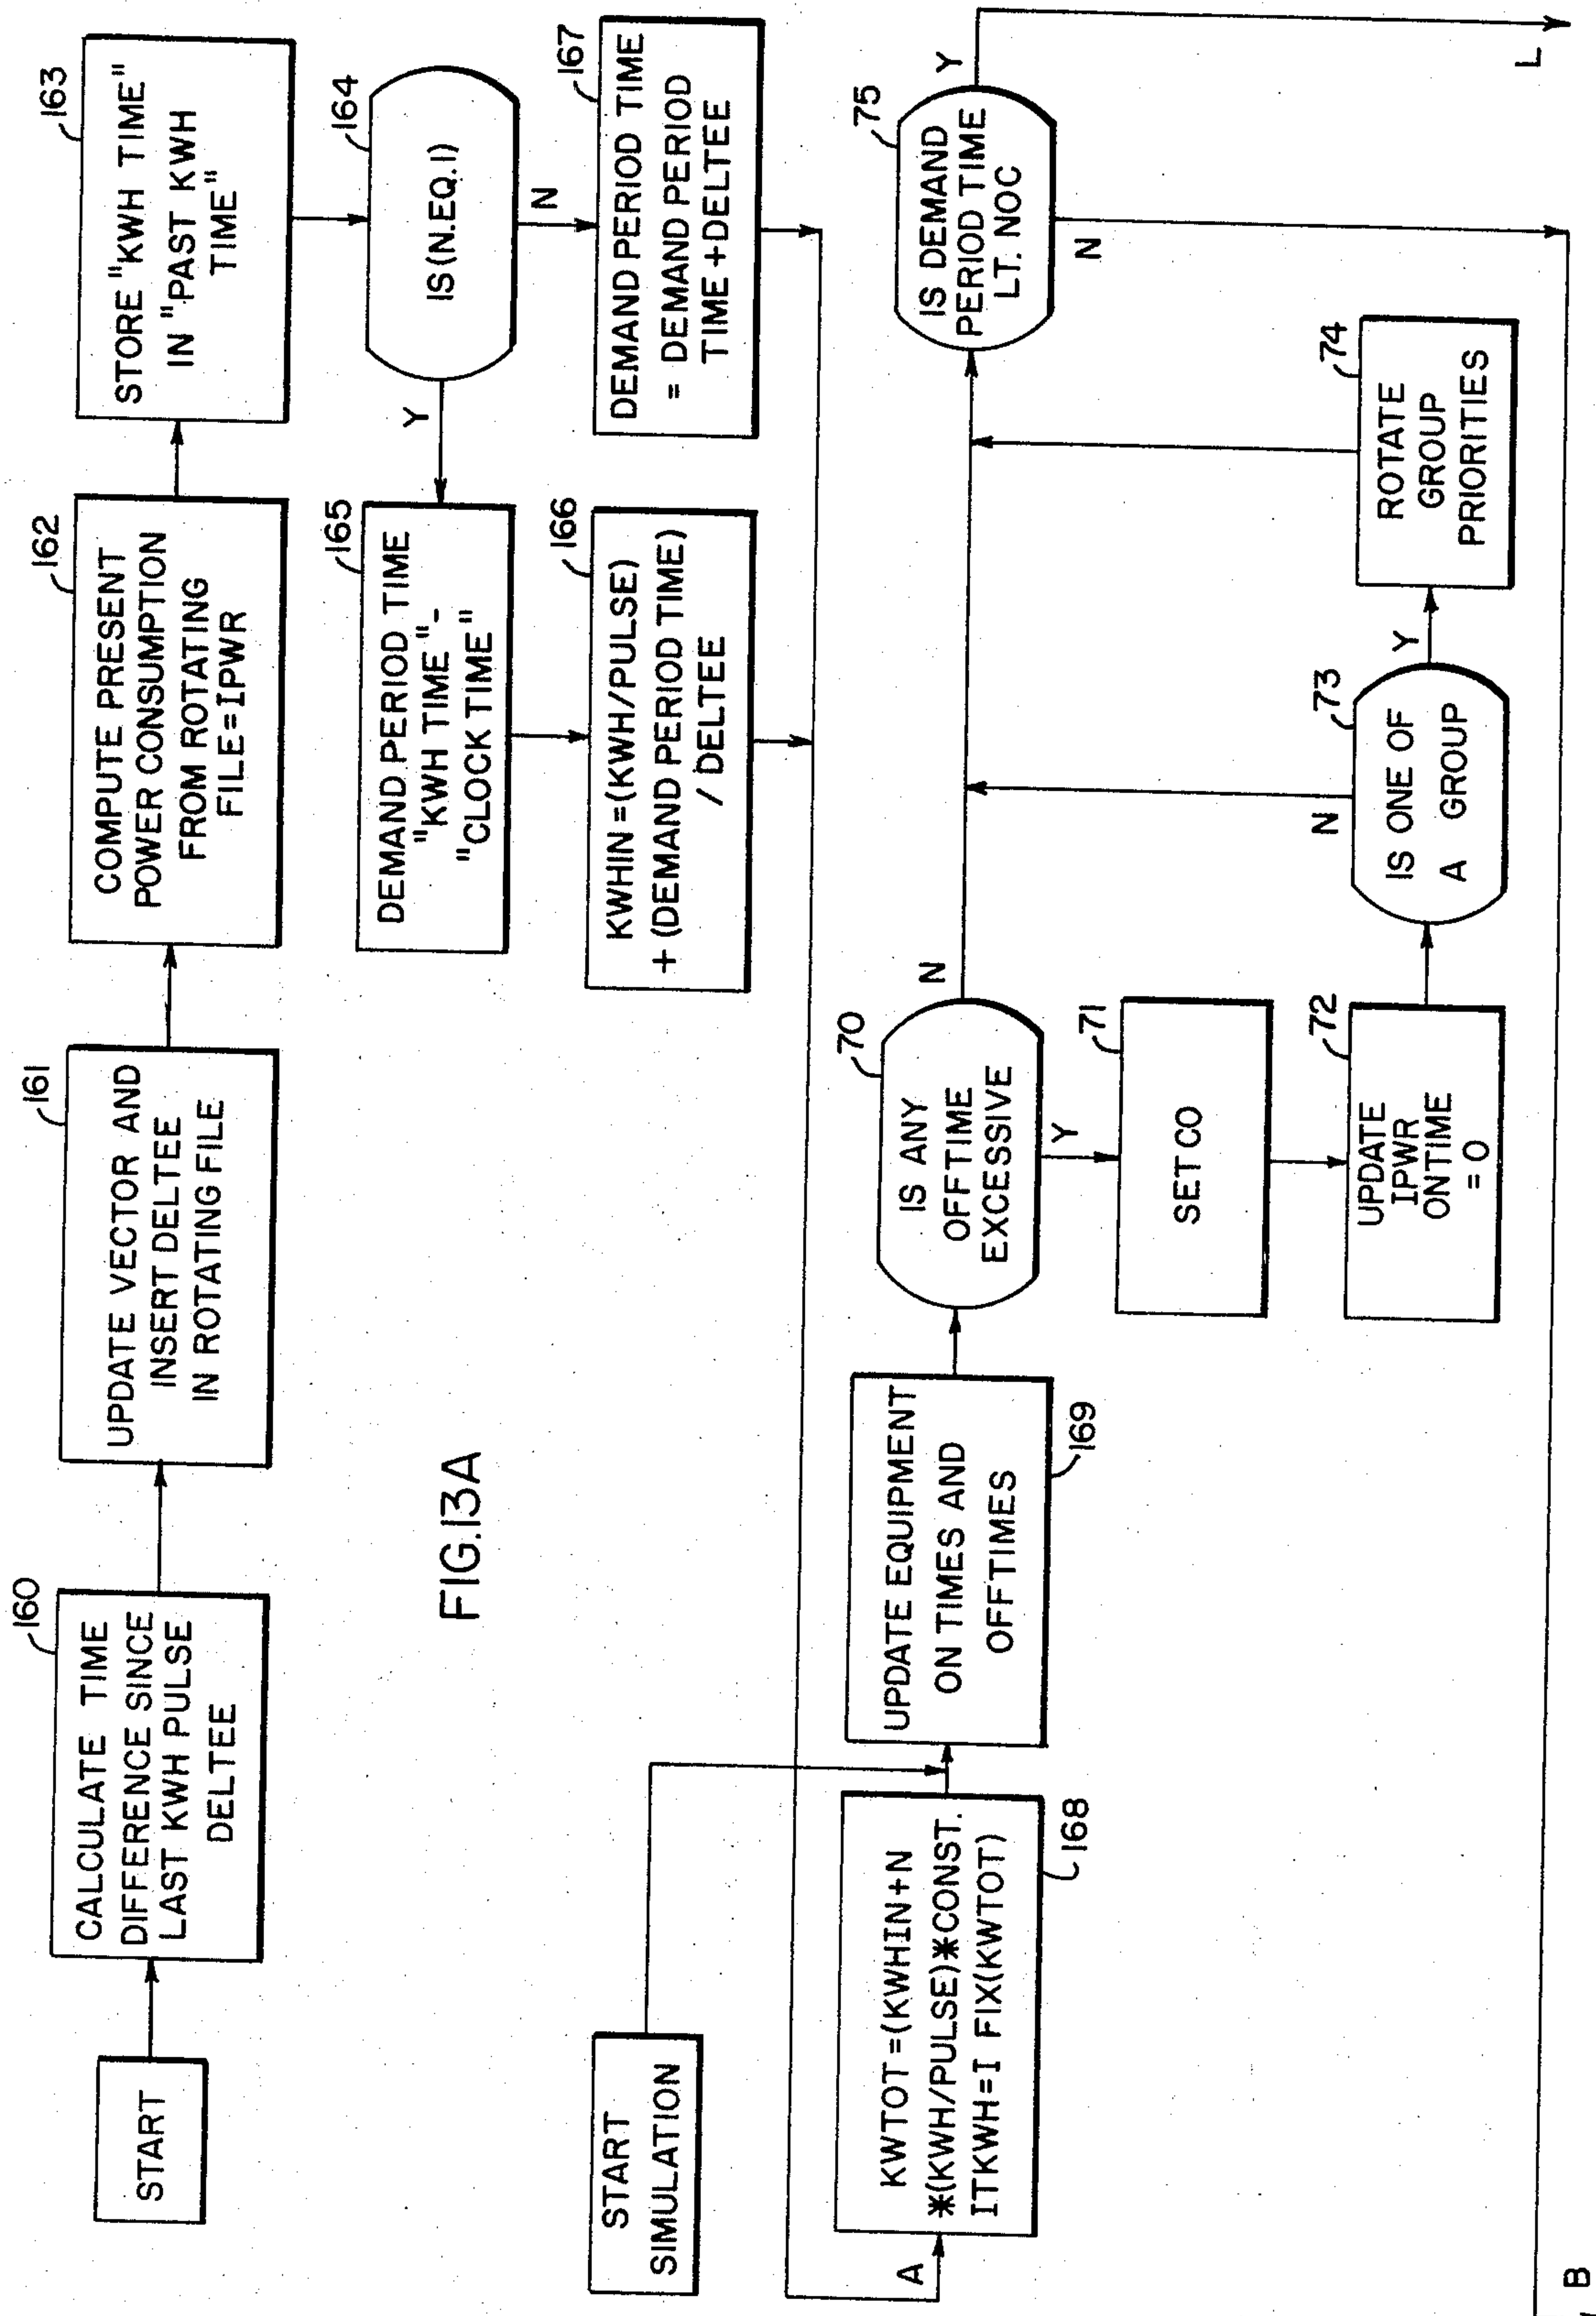 START
160
CALCULATE TIME
DIFFERENCE SINCE
LAST KWH PULSE
DELTEE
161
UPDATE VECTOR AND
INSERT DELTEE
IN ROTATING FILE
162
COMPUTE PRESENT
POWER CONSUMPTION
FROM ROTATING
FILE=IPWR
163
STORE "KWH TIME"
IN "PAST KWH
TIME"
164
IS (N.EQ.1)
Y
N
165
DEMAND PERIOD TIME
"KWH TIME"-
"CLOCK TIME"
166
KWHIN=(KWH/PULSE)
+ (DEMAND PERIOD TIME)
/ DELTEE
167
DEMAND PERIOD TIME
= DEMAND PERIOD
TIME+DELTEE
FIG.13A
START
SIMULATION
A
KWTOT=(KWHIN+N
*(KWH/PULSE)*CONST.
ITKWH=I FIX(KWTOT)
168
UPDATE EQUIPMENT
ON TIMES AND
OFFTIMES
169
70
IS ANY
OFFTIME
EXCESSIVE
N
Y
71
SETCO
72
UPDATE
IPWR
ONTIME
=0
73
IS ONE OF
A GROUP
N
Y
74
ROTATE
GROUP
PRIORITIES
75
IS DEMAND
PERIOD TIME
LT. NOC
Y
N
L
B